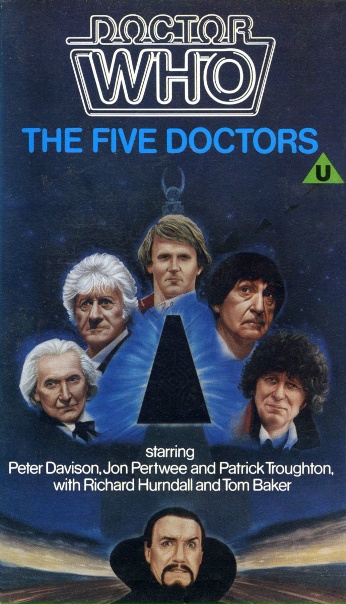 DOCTOR
WHO
THE FIVE DOCTORS
U
starring
Peter Davison, Jon Pertwee and Patrick Troughton,
with Richard Hurndall and Tom Baker